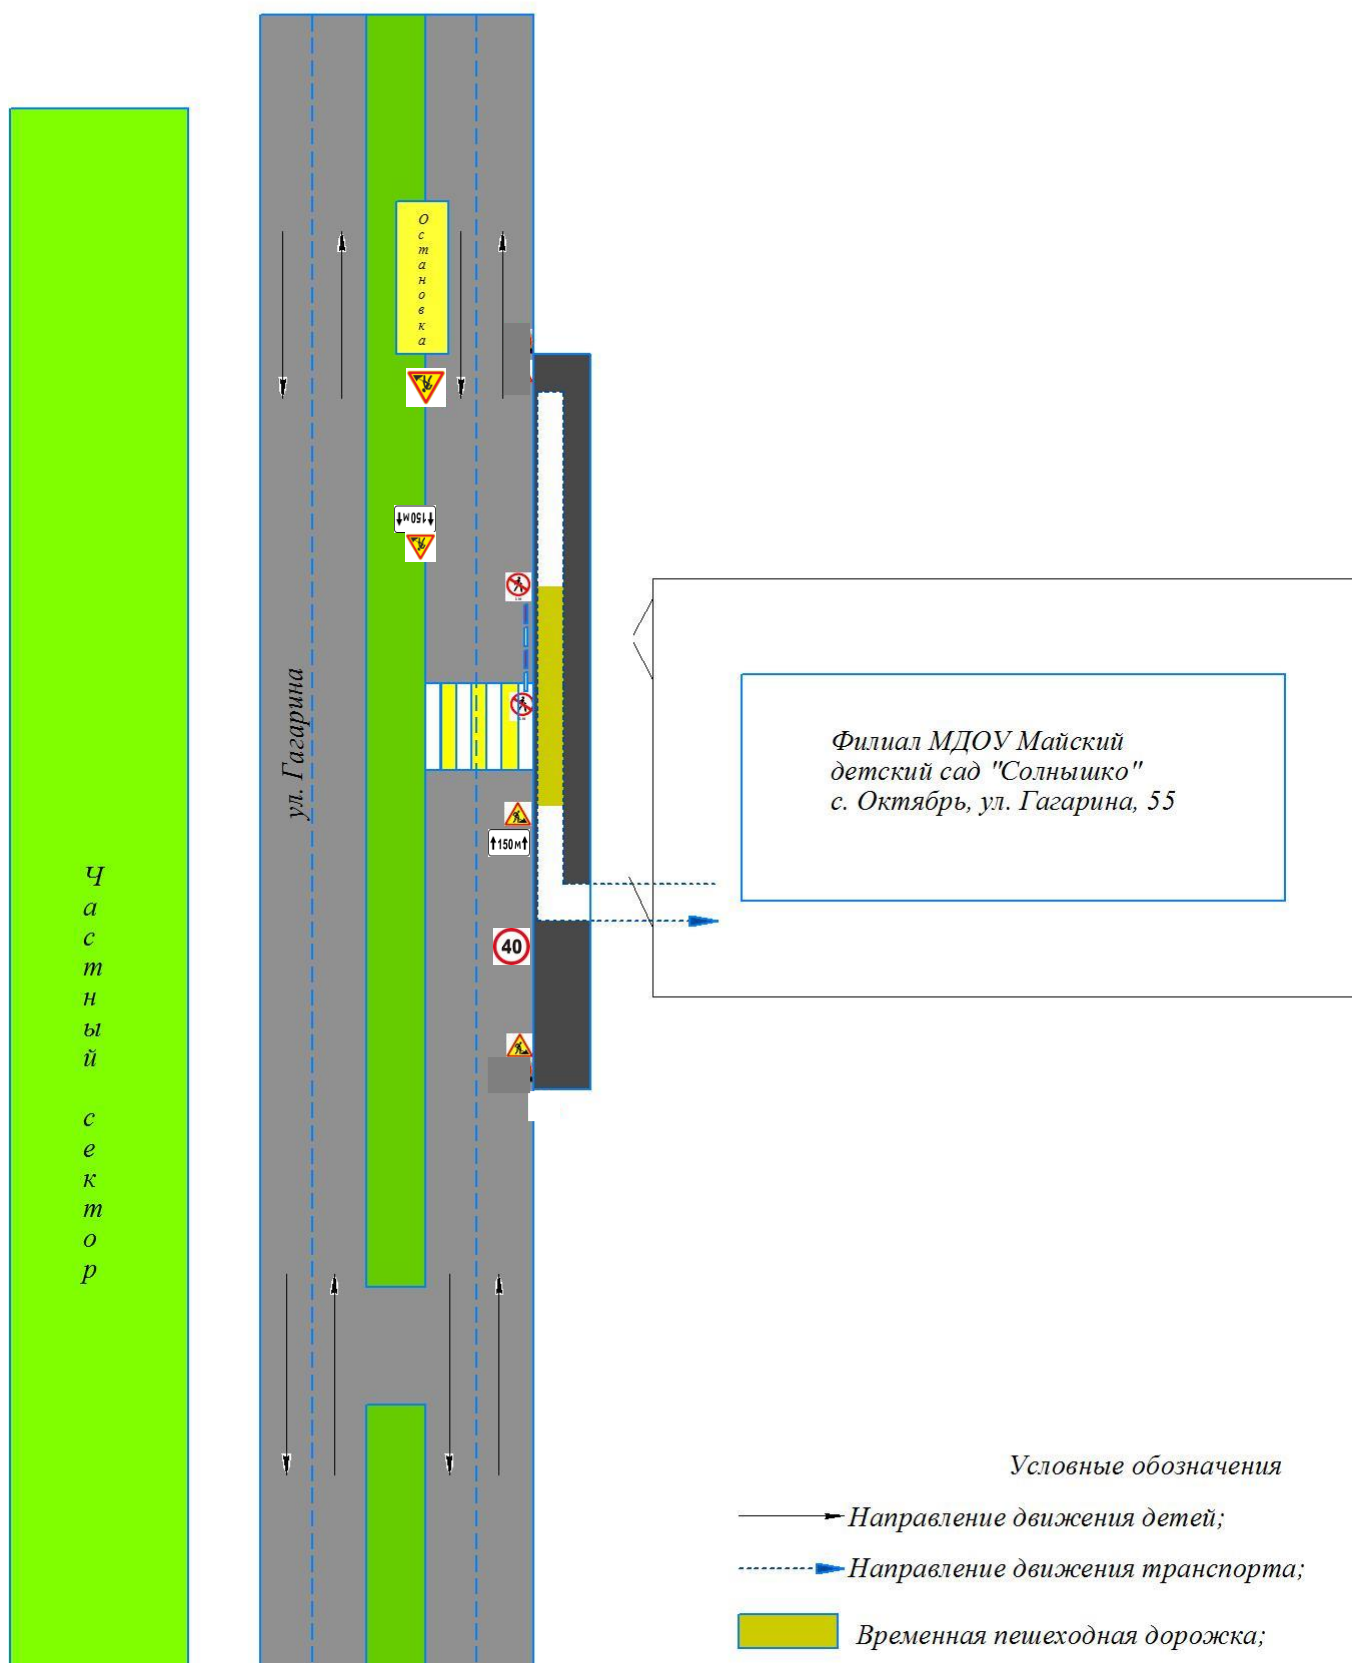 Остановка
150м
ул. Гагарина
Филиал МДОУ Майский
детский сад "Солнышко"
с. Октябрь, ул. Гагарина, 55
150м
40
Частный сектор
Условные обозначения
Направление движения детей;
Направление движения транспорта;
Временная пешеходная дорожка;